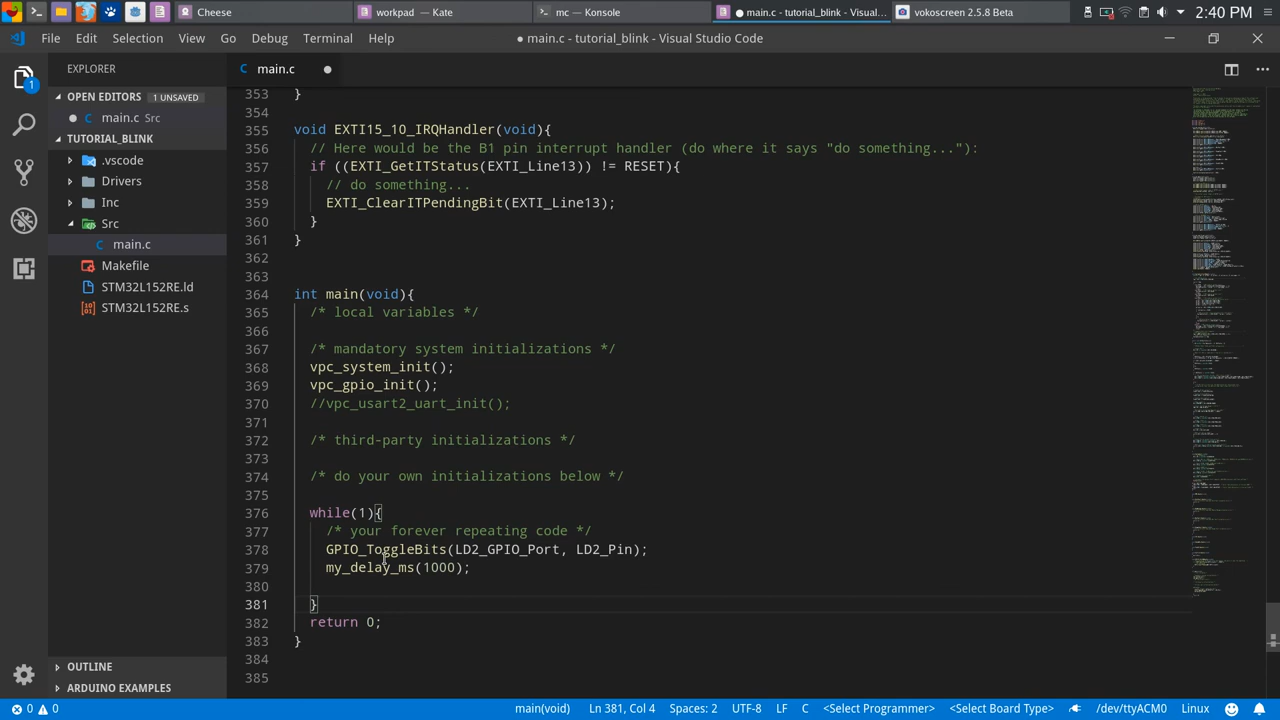 Cheese
workpad — Kate
mc — Konsole
● main.c - tutorial_blink - Visual...
vokoscreen 2.5.8 Beta
2:40 PM
File Edit Selection View Go Debug Terminal Help
● main.c - tutorial_blink - Visual Studio Code
EXPLORER
C main.c ●
OPEN EDITORS 1 UNSAVED
● main.c Src
TUTORIAL_BLINK
.vscode
Drivers
Inc
Src
C main.c
Makefile
STM32L152RE.ld
STM32L152RE.s
OUTLINE
ARDUINO EXAMPLES
353 }
354
355 void EXTI15_10_IRQHandler(void){
356 //Here would be the B1 pin interrupt handler (do where it says "do something..."):
357 if ((EXTI_GetITStatus(EXTI_Line13)) != RESET){
358 // do something...
359 EXTI_ClearITPendingBit(EXTI_Line13);
360 }
361 }
362
363
364 int main(void){
365 /* local variables */
366
367 /* mandatory system initializations */
368 vpc_system_init();
369 vpc_gpio_init();
370 //vpc_usart2_uart_init()
371
372 /* third-party initializations */
373
374 /* do your own initializations below */
375
376 while(1){
377 /* your forever repeating code */
378 GPIO_ToggleBits(LD2_GPIO_Port, LD2_Pin);
379 my_delay_ms(1000);
380
381 }
382 return 0;
383 }
384
385
0 0 main(void) Ln 381, Col 4 Spaces: 2 UTF-8 LF C <Select Programmer> <Select Board Type> /dev/ttyACM0 Linux